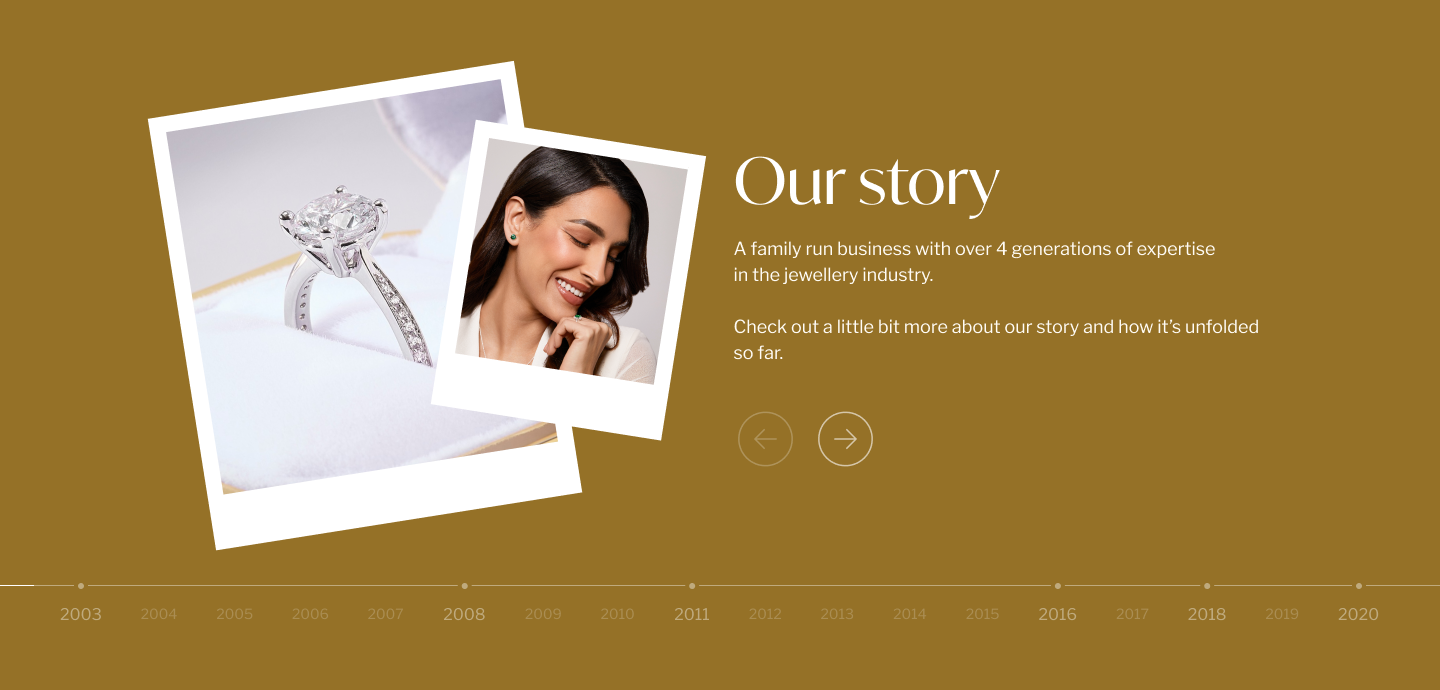 Our story
A family run business with over 4 generations of expertise
in the jewellery industry.
Check out a little bit more about our story and how it’s unfolded
so far.
2003 2004 2005 2006 2007 2008 2009 2010 2011 2012 2013 2014 2015 2016 2017 2018 2019 2020